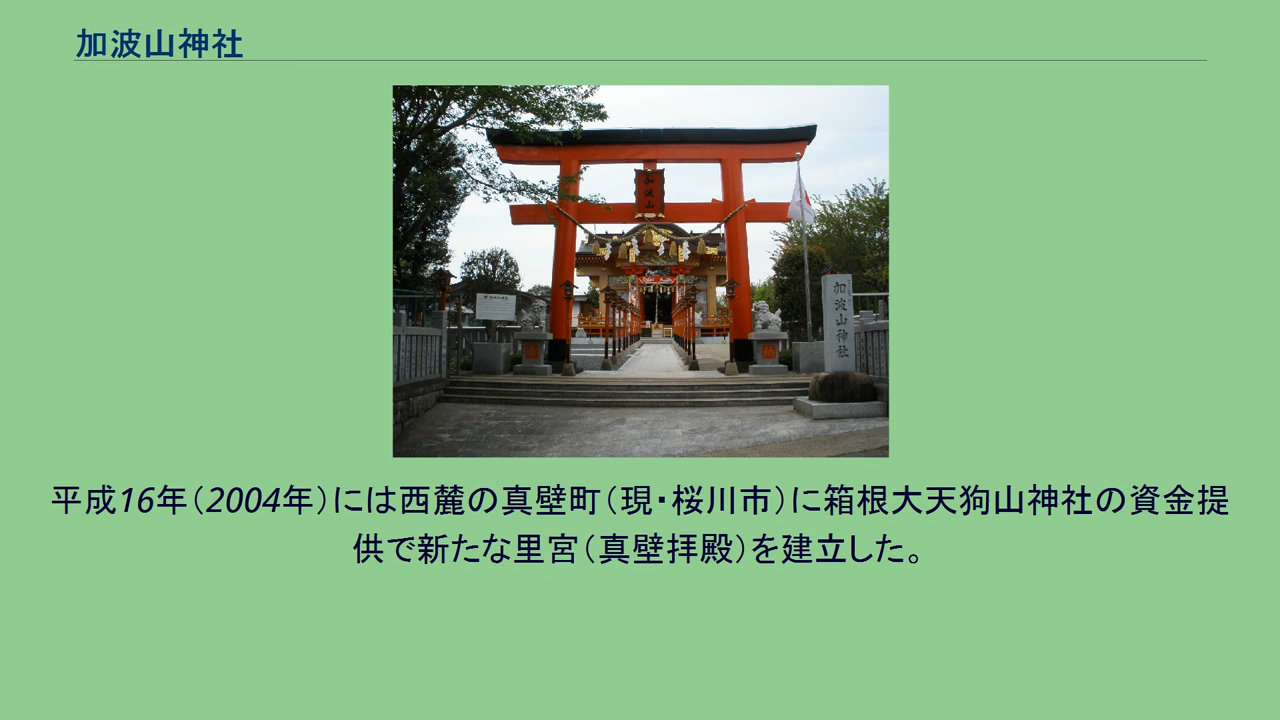 加波山神社
加波山
加波山神社
平成16年（2004年）には西麓の真壁町（現・桜川市）に箱根大天狗山神社の資金提
供で新たな里宮（真壁拝殿）を建立した。